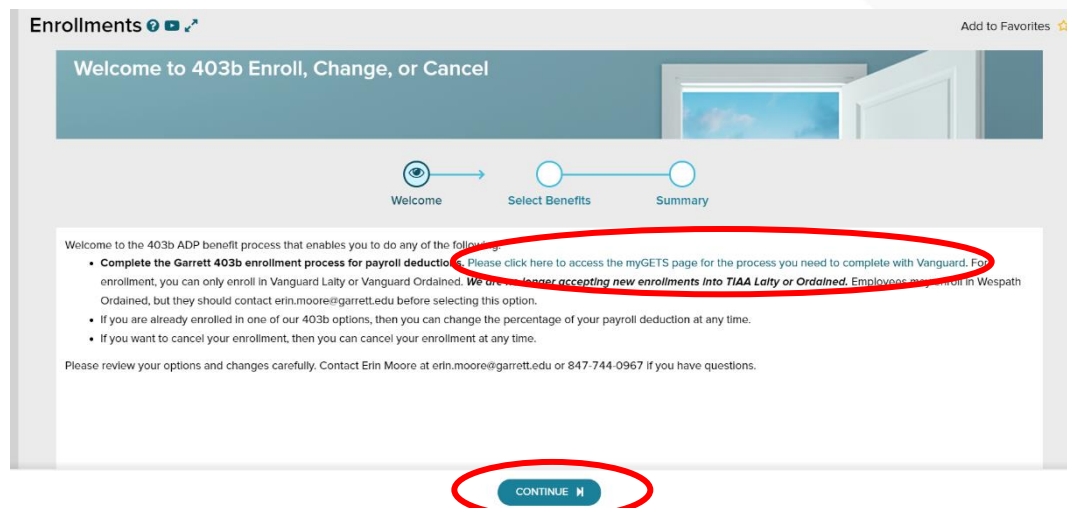 Enrollments
Add to Favorites
Welcome to 403b Enroll, Change, or Cancel
Welcome
Select Benefits
Summary
Welcome to the 403b ADP benefit process that enables you to do any of the following:
• Complete the Garrett 403b enrollment process for payroll deductions. Please click here to access the myGETS page for the process you need to complete with Vanguard. For
enrollment, you can only enroll in Vanguard Laity or Vanguard Ordained. We are no longer accepting new enrollments into TIAA Laity or Ordained. Employees may enroll in Wespath
Ordained, but they should contact erin.moore@garrett.edu before selecting this option.
• If you are already enrolled in one of our 403b options, then you can change the percentage of your payroll deduction at any time.
• If you want to cancel your enrollment, then you can cancel your enrollment at any time.
Please review your options and changes carefully. Contact Erin Moore at erin.moore@garrett.edu or 847-744-0967 if you have questions.
CONTINUE